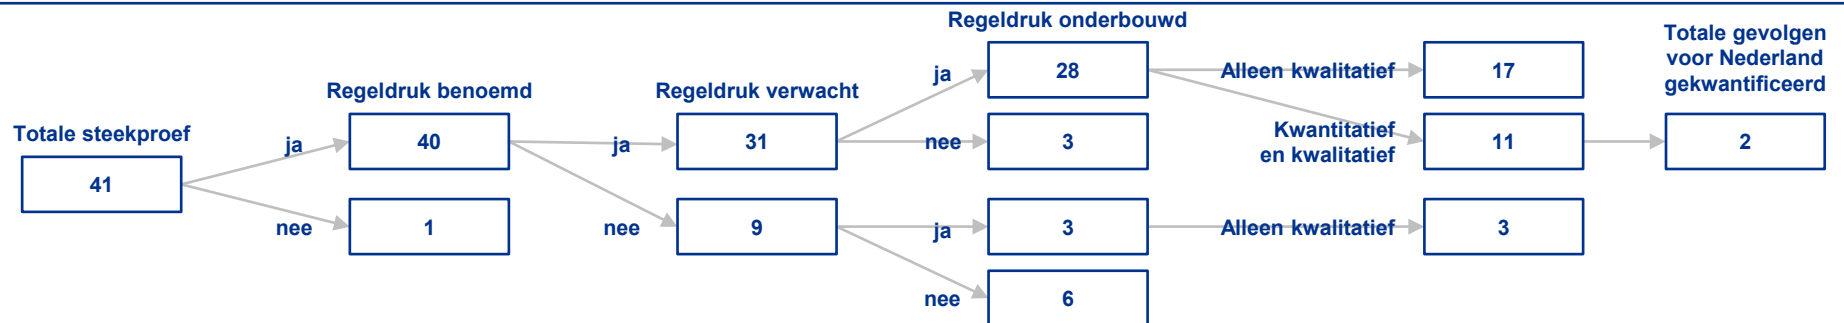 Totale steekproef
41
ja
nee
Regeldruk benoemd
40
1
ja
nee
Regeldruk verwacht
31
9
ja
nee
ja
nee
Regeldruk onderbouwd
28
3
3
6
Alleen kwalitatief
Kwantitatief
en kwalitatief
Alleen kwalitatief
17
11
3
Totale gevolgen
voor Nederland
gekwantificeerd
2